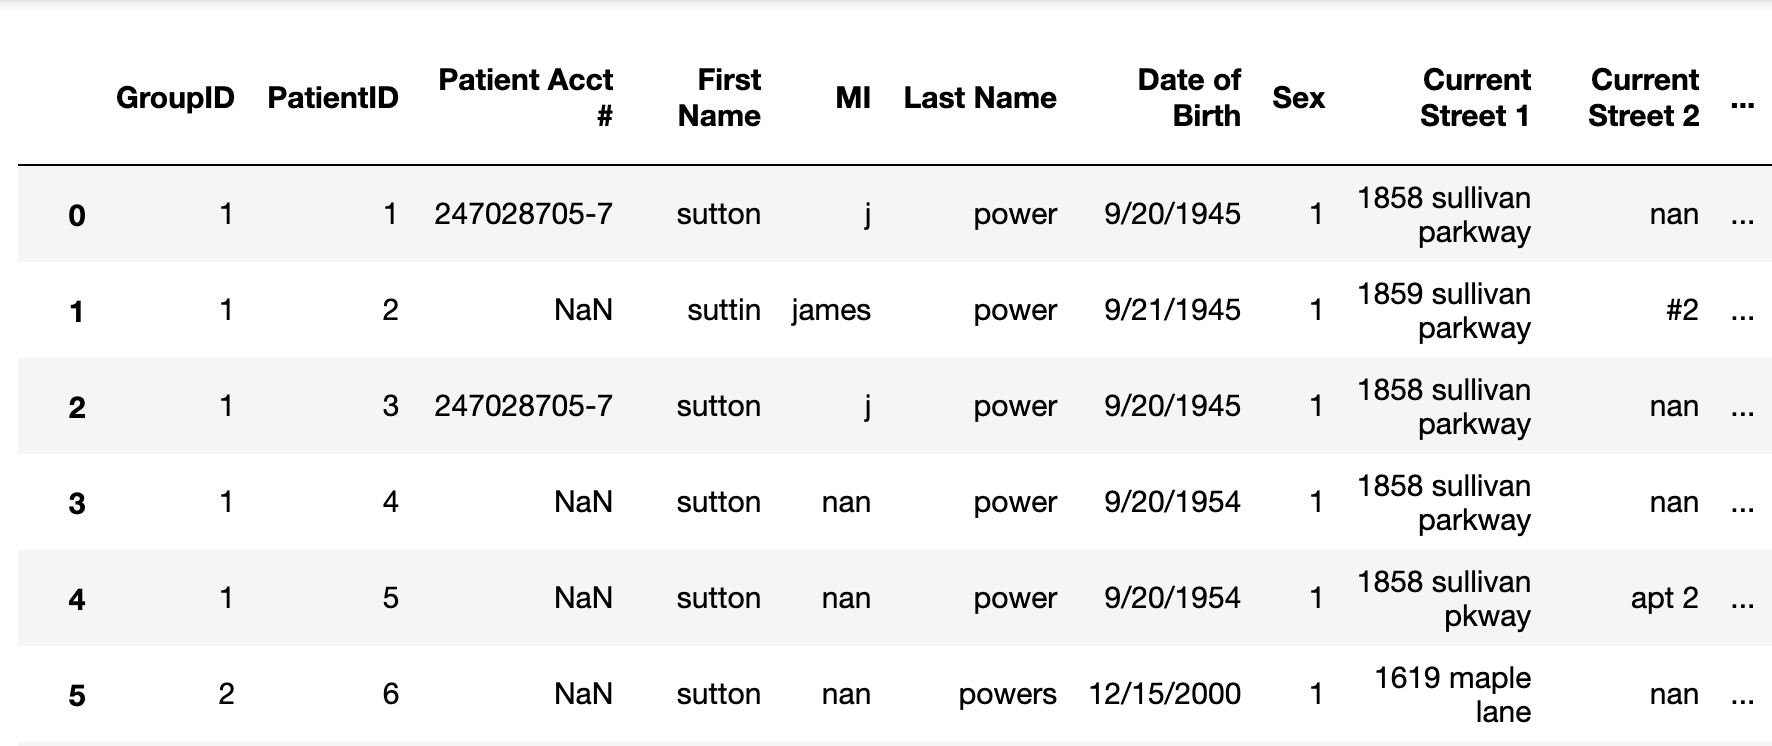 GroupID PatientID Patient Acct # First Name MI Last Name Date of Birth Sex Current Street 1 Current Street 2 ...
0 1 1 247028705-7 sutton j power 9/20/1945 1 1858 sullivan parkway nan ...
1 1 2 NaN suttin james power 9/21/1945 1 1859 sullivan parkway #2 ...
2 1 3 247028705-7 sutton j power 9/20/1945 1 1858 sullivan parkway nan ...
3 1 4 NaN sutton nan power 9/20/1954 1 1858 sullivan parkway nan ...
4 1 5 NaN sutton nan power 9/20/1954 1 1858 sullivan pkway apt 2 ...
5 2 6 NaN sutton nan powers 12/15/2000 1 1619 maple lane nan ...